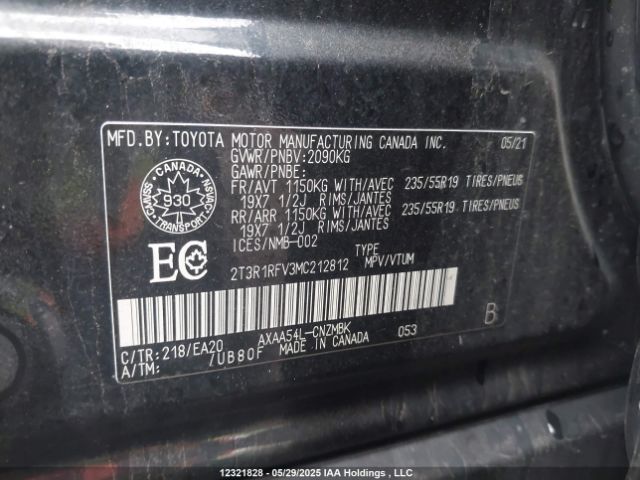 MFD.BY:TOYOTA MOTOR MANUFACTURING CANADA INC. 05/21
GVWR/PNBV:2090KG
GAWR/PNBE:
FR/AVT 1150KG WITH/AVEC 235/55R19 TIRES/PNEUS
19X7 1/2J RIMS/JANTES
RR/ARR 1150KG WITH/AVEC 235/55R19 TIRES/PNEUS
19X7 1/2J RIMS/JANTES
ICES/NMB-002
CANADA
930
TRANSPORT
EC
TYPE
2T3R1RFV3MC212812 MPV/VTUM
B
C/TR:218/EA20 AXAA54L-CNZMBK 053
A/TM: /UB80F MADE IN CANADA
12321828 - 05/29/2025 IAA Holdings , LLC